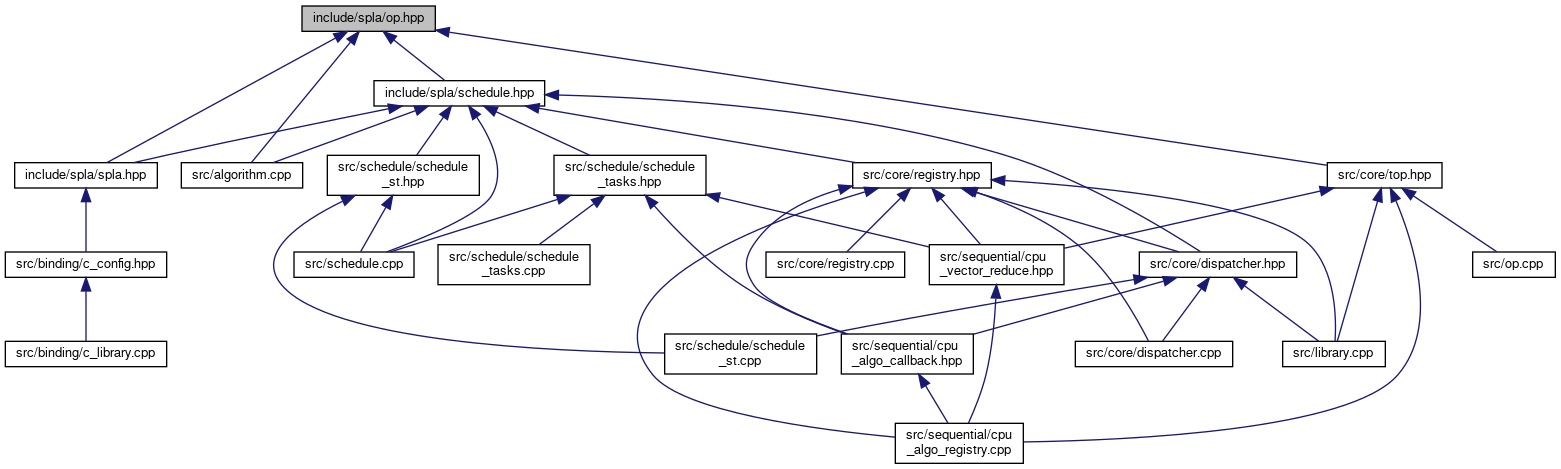 include/spla/op.hpp
include/spla/schedule.hpp
include/spla/spla.hpp
src/algorithm.cpp
src/schedule/schedule
_st.hpp
src/schedule/schedule
_tasks.hpp
src/core/registry.hpp
src/core/top.hpp
src/binding/c_config.hpp
src/schedule.cpp
src/schedule/schedule
_tasks.cpp
src/core/registry.cpp
src/sequential/cpu
_vector_reduce.hpp
src/core/dispatcher.hpp
src/op.cpp
src/binding/c_library.cpp
src/schedule/schedule
_st.cpp
src/sequential/cpu
_algo_callback.hpp
src/core/dispatcher.cpp
src/library.cpp
src/sequential/cpu
_algo_registry.cpp